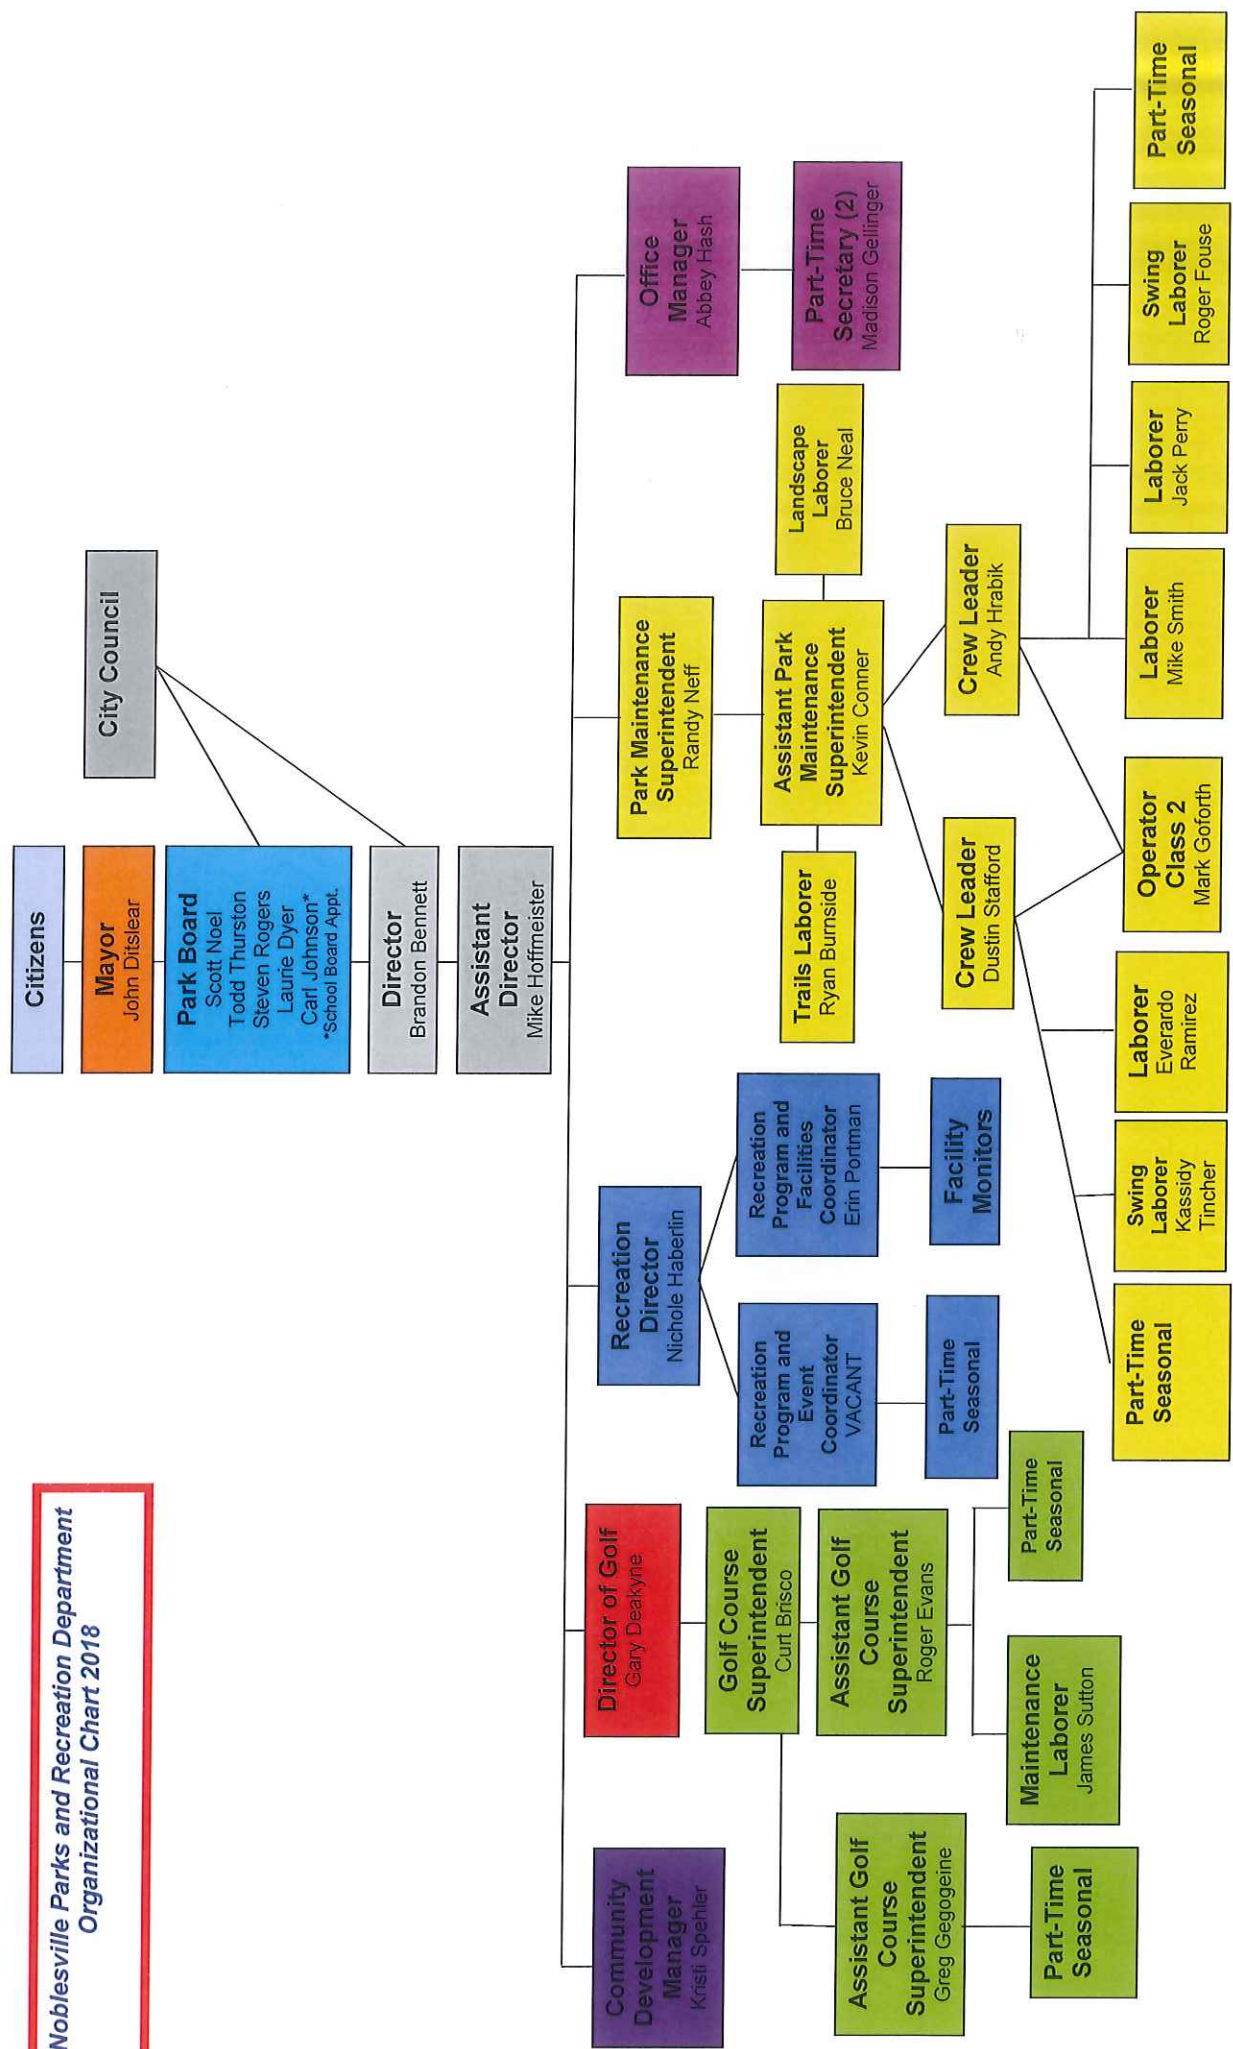 Noblesville Parks and Recreation Department
Organizational Chart 2018
Citizens
Mayor
John Ditslear
City Council
Park Board
Scott Noel
Todd Thurston
Steven Rogers
Laurie Dyer
Carl Johnson*
*School Board Appt.
Director
Brandon Bennett
Assistant
Director
Mike Hoffmeister
Community
Development
Manager
Kristi Spehler
Director of Golf
Gary Deakyne
Golf Course
Superintendent
Curt Brisco
Assistant Golf
Course
Superintendent
Greg Gegogeine
Part-Time
Seasonal
Assistant Golf
Course
Superintendent
Roger Evans
Maintenance
Laborer
James Sutton
Part-Time
Seasonal
Recreation
Director
Nichole Haberlin
Recreation
Program and
Event
Coordinator
VACANT
Part-Time
Seasonal
Recreation
Program and
Facilities
Coordinator
Erin Portman
Facility
Monitors
Park Maintenance
Superintendent
Randy Neff
Trails Laborer
Ryan Burnside
Assistant Park
Maintenance
Superintendent
Kevin Conner
Landscape
Laborer
Bruce Neal
Crew Leader
Dustin Stafford
Crew Leader
Andy Hrabik
Part-Time
Seasonal
Swing
Laborer
Kassidy
Tincher
Laborer
Everardo
Ramirez
Operator
Class 2
Mark Goforth
Laborer
Mike Smith
Laborer
Jack Perry
Swing
Laborer
Roger Fouse
Part-Time
Seasonal
Office
Manager
Abbey Hash
Part-Time
Secretary (2)
Madison Gellinger